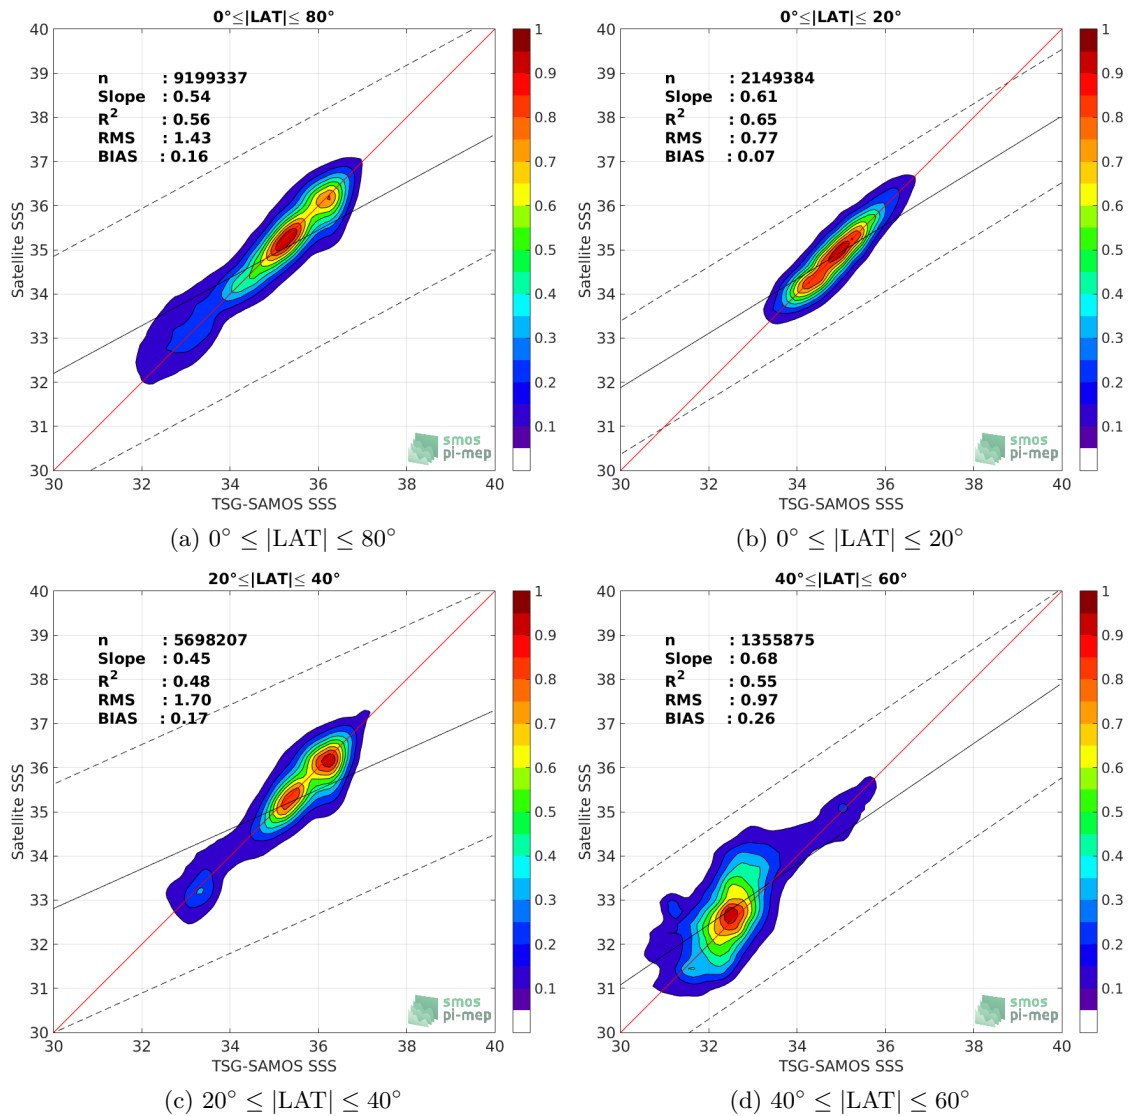 0°≤|LAT|≤ 80°
n : 9199337
Slope : 0.54
R² : 0.56
RMS : 1.43
BIAS : 0.16
40
39
38
37
36
35
34
33
32
31
30
Satellite SSS
30 32 34 36 38 40
TSG-SAMOS SSS
1
0.9
0.8
0.7
0.6
0.5
0.4
0.3
0.2
0.1
smos
pi-mep
(a) 0° ≤ |LAT| ≤ 80°
0°≤|LAT|≤ 20°
n : 2149384
Slope : 0.61
R² : 0.65
RMS : 0.77
BIAS : 0.07
40
39
38
37
36
35
34
33
32
31
30
Satellite SSS
30 32 34 36 38 40
TSG-SAMOS SSS
1
0.9
0.8
0.7
0.6
0.5
0.4
0.3
0.2
0.1
smos
pi-mep
(b) 0° ≤ |LAT| ≤ 20°
20°≤|LAT|≤ 40°
n : 5698207
Slope : 0.45
R² : 0.48
RMS : 1.70
BIAS : 0.17
40
39
38
37
36
35
34
33
32
31
30
Satellite SSS
30 32 34 36 38 40
TSG-SAMOS SSS
1
0.9
0.8
0.7
0.6
0.5
0.4
0.3
0.2
0.1
smos
pi-mep
(c) 20° ≤ |LAT| ≤ 40°
40°≤|LAT|≤ 60°
n : 1355875
Slope : 0.68
R² : 0.55
RMS : 0.97
BIAS : 0.26
40
39
38
37
36
35
34
33
32
31
30
Satellite SSS
30 32 34 36 38 40
TSG-SAMOS SSS
1
0.9
0.8
0.7
0.6
0.5
0.4
0.3
0.2
0.1
smos
pi-mep
(d) 40° ≤ |LAT| ≤ 60°